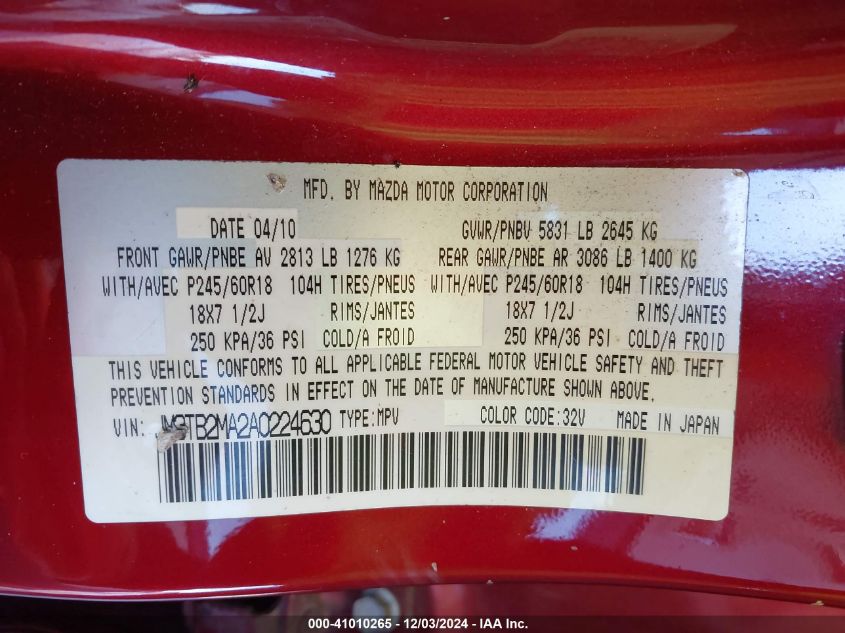 MFD. BY MAZDA MOTOR CORPORATION
DATE 04/10 GVWR/PNBV 5831 LB 2645 KG
FRONT GAWR/PNBE AV 2813 LB 1276 KG REAR GAWR/PNBE AR 3086 LB 1400 KG
WITH/AVEC P245/60R18 104H TIRES/PNEUS WITH/AVEC P245/60R18 104H TIRES/PNEUS
18X7 1/2J RIMS/JANTES 18X7 1/2J RIMS/JANTES
250 KPA/36 PSI COLD/A FROID 250 KPA/36 PSI COLD/A FROID
THIS VEHICLE CONFORMS TO ALL APPLICABLE FEDERAL MOTOR VEHICLE SAFETY AND THEFT
PREVENTION STANDARDS IN EFFECT ON THE DATE OF MANUFACTURE SHOWN ABOVE.
VIN: JM3TB2MA2A0224630 TYPE:MPV COLOR CODE:32V MADE IN JAPAN
000-41010265 - 12/03/2024 - IAA Inc.